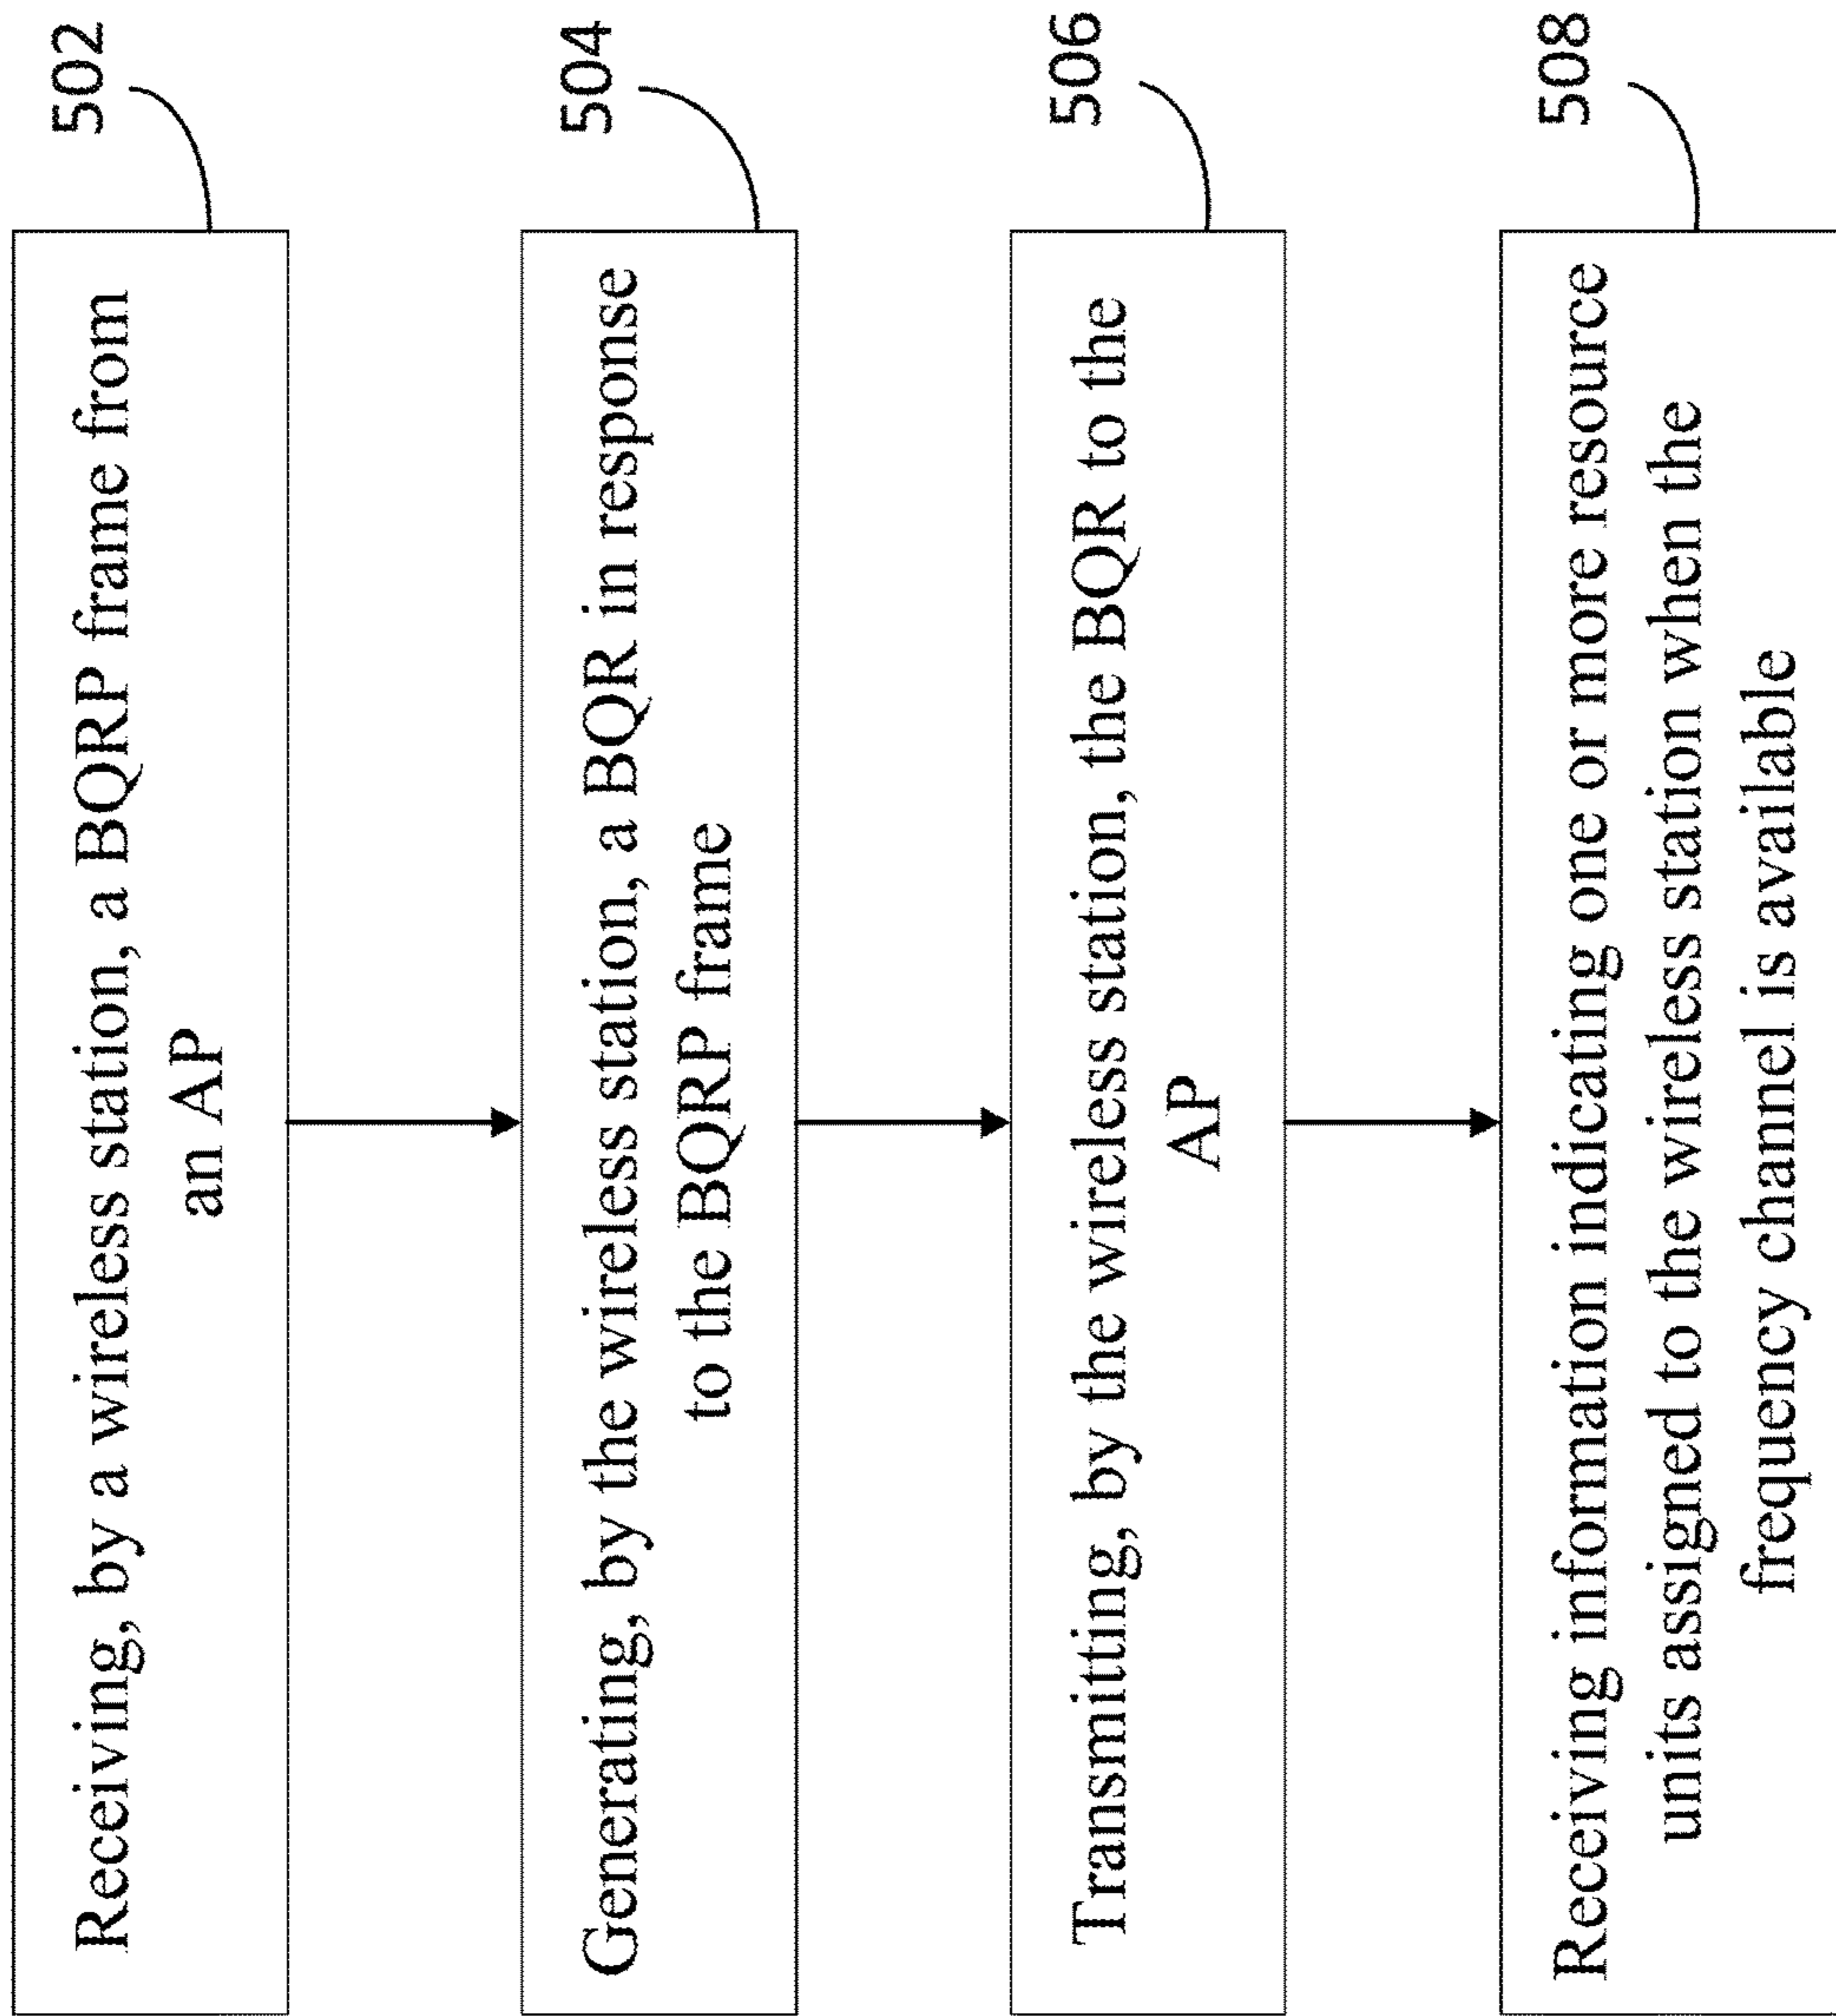 502
Receiving, by a wireless station, a BQRP frame from
an AP
504
Generating, by the wireless station, a BQR in response
to the BQRP frame
506
Transmitting, by the wireless station, the BQR to the
AP
508
Receiving information indicating one or more resource
units assigned to the wireless station when the
frequency channel is available